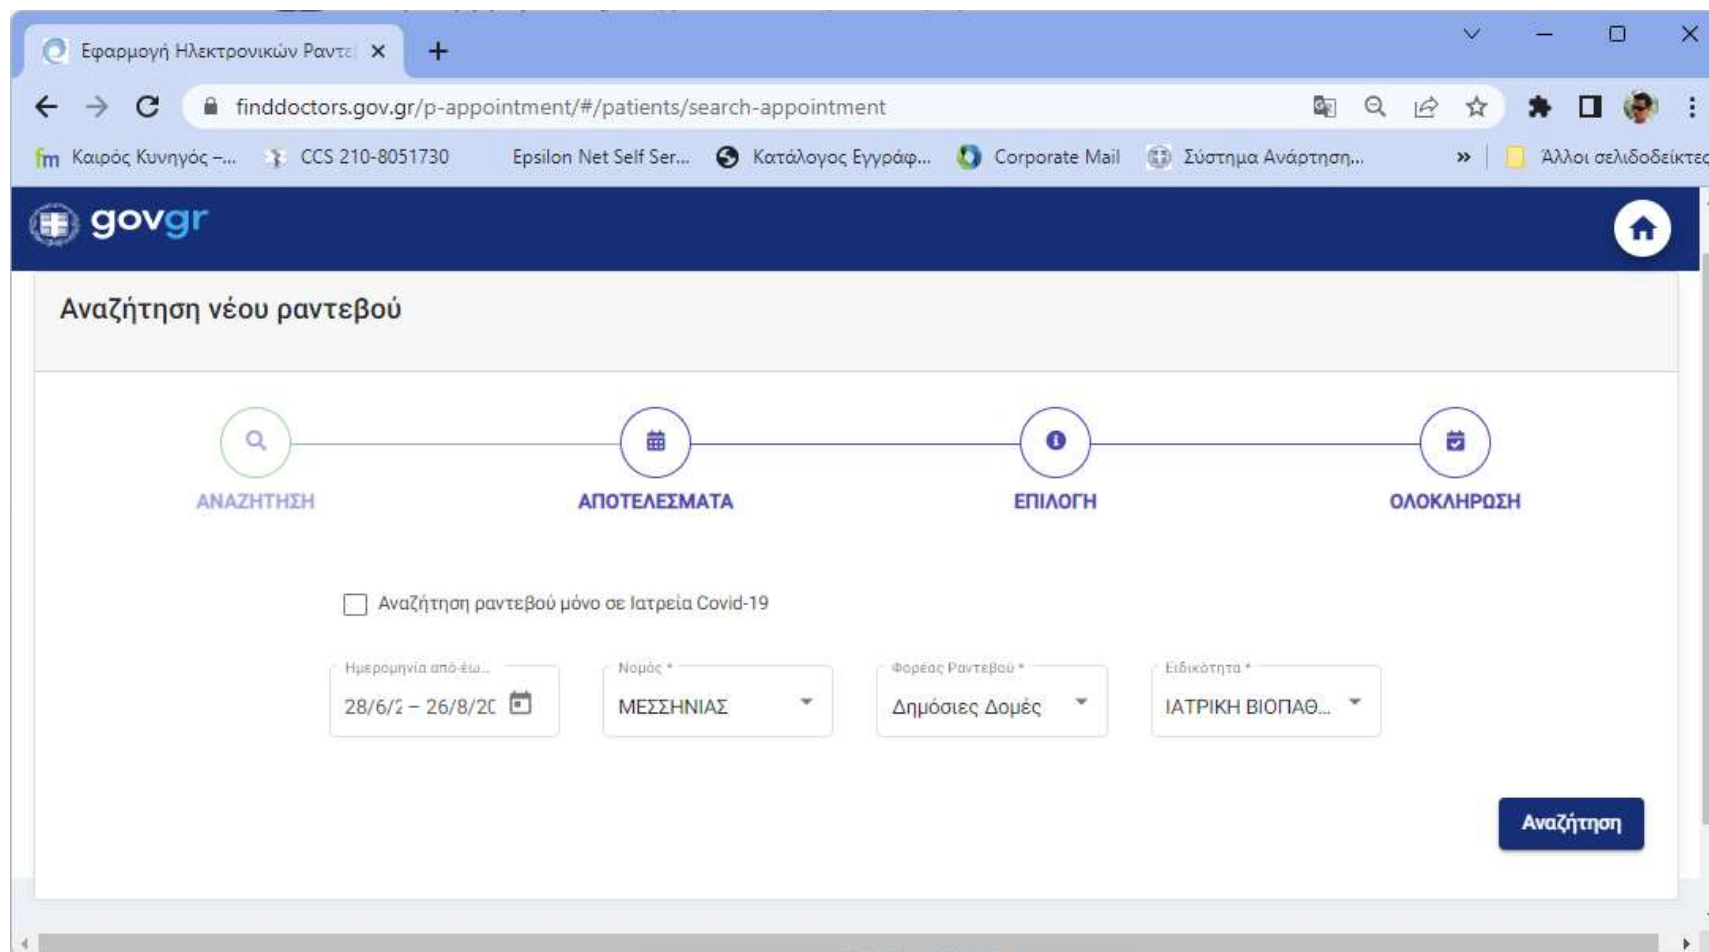 Εφαρμογή Ηλεκτρονικών Ραντε
finddoctors.gov.gr/p-appointment/#/patients/search-appointment
fm Καιρός Κυνηγός –... CCS 210-8051730 Epsilon Net Self Ser... Κατάλογος Εγγράφ... Corporate Mail Σύστημα Ανάρτηση... » Άλλοι σελιδοδείκτες
govgr
Αναζήτηση νέου ραντεβού
ΑΝΑΖΗΤΗΣΗ ΑΠΟΤΕΛΕΣΜΑΤΑ ΕΠΙΛΟΓΗ ΟΛΟΚΛΗΡΩΣΗ
Αναζήτηση ραντεβού μόνο σε Ιατρεία Covid-19
Ημερομηνία από-έω... Νομός * Φορέας Ραντεβού * Ειδικότητα *
28/6/2 – 26/8/20 ΜΕΣΣΗΝΙΑΣ Δημόσιες Δομές ΙΑΤΡΙΚΗ ΒΙΟΠΑΘ...
Αναζήτηση